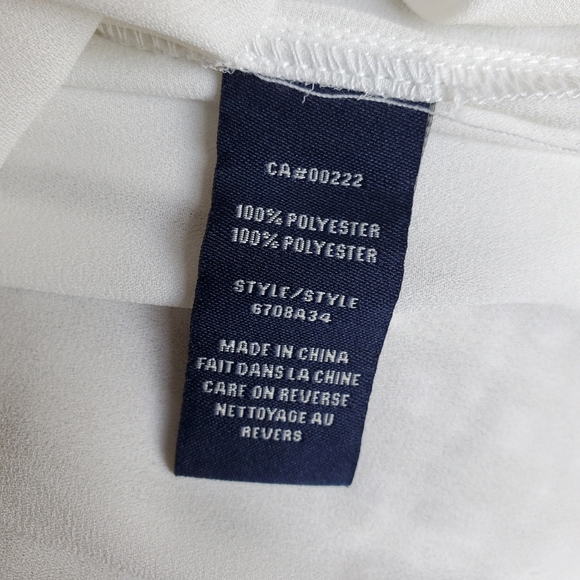 CA#00222
100% POLYESTER
100% POLYESTER
STYLE/STYLE
6708A34
MADE IN CHINA
FAIT DANS LA CHINE
CARE ON REVERSE
NETTOYAGE AU
REVERS